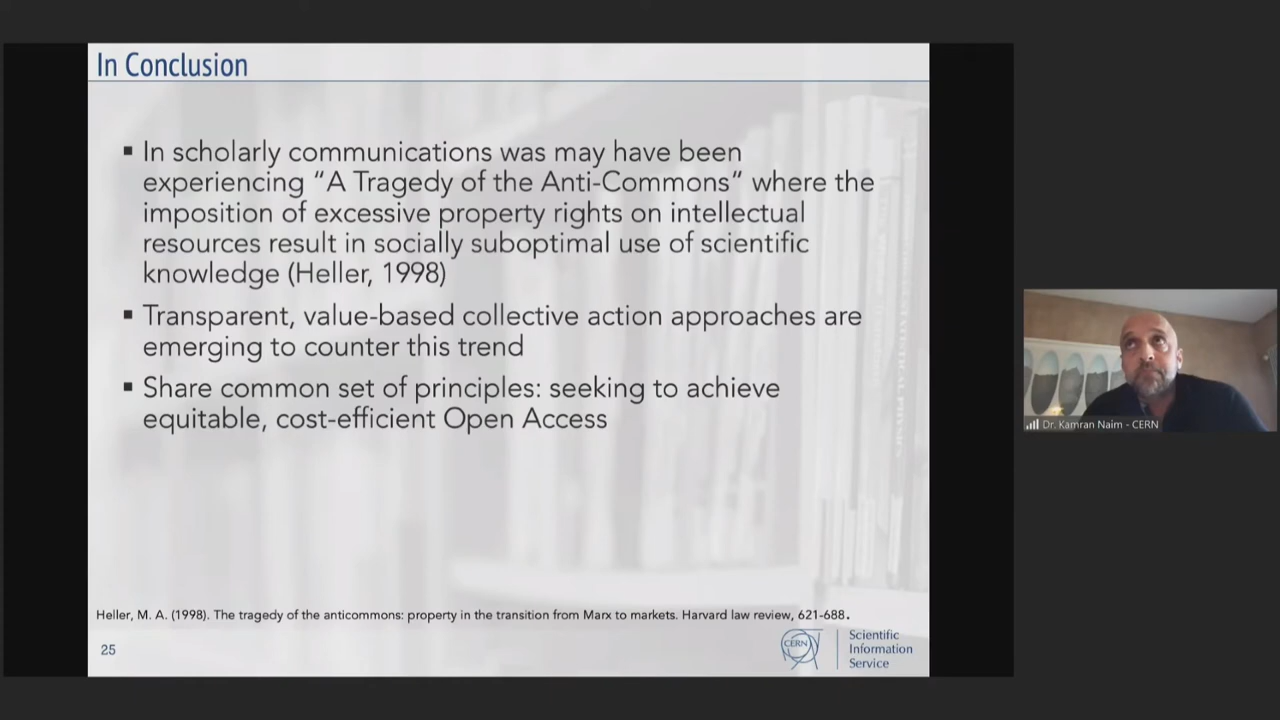 In Conclusion
▪ In scholarly communications was may have been
experiencing “A Tragedy of the Anti-Commons” where the
imposition of excessive property rights on intellectual
resources result in socially suboptimal use of scientific
knowledge (Heller, 1998)
▪ Transparent, value-based collective action approaches are
emerging to counter this trend
▪ Share common set of principles: seeking to achieve
equitable, cost-efficient Open Access
Heller, M. A. (1998). The tragedy of the anticommons: property in the transition from Marx to markets. Harvard law review, 621-688.
25
CERN
Scientific
Information
Service
Dr. Kamran Naim - CERN